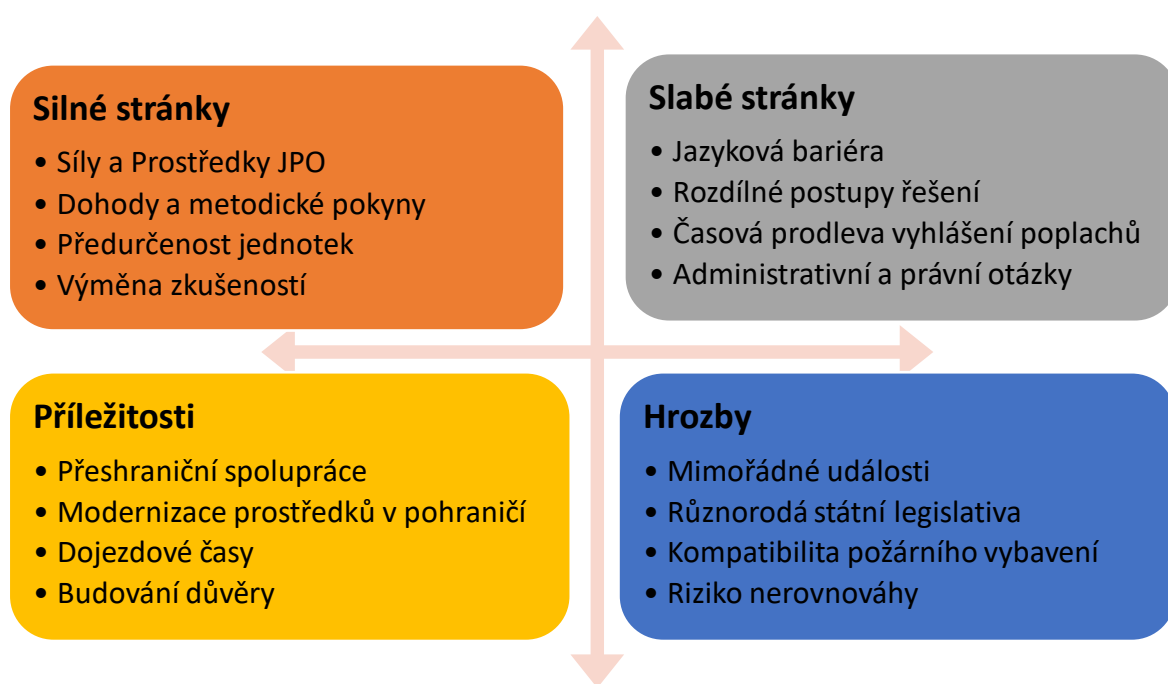 Silné stránky
• Síly a Prostředky JPO
• Dohody a metodické pokyny
• Předurčenost jednotek
• Výměna zkušeností
Slabé stránky
• Jazyková bariéra
• Rozdílné postupy řešení
• Časová prodleva vyhlášení poplachů
• Administrativní a právní otázky
Příležitosti
• Přeshraniční spolupráce
• Modernizace prostředků v pohraničí
• Dojezdové časy
• Budování důvěry
Hrozby
• Mimořádné události
• Různorodá státní legislativa
• Kompatibilita požárního vybavení
• Riziko nerovnováhy